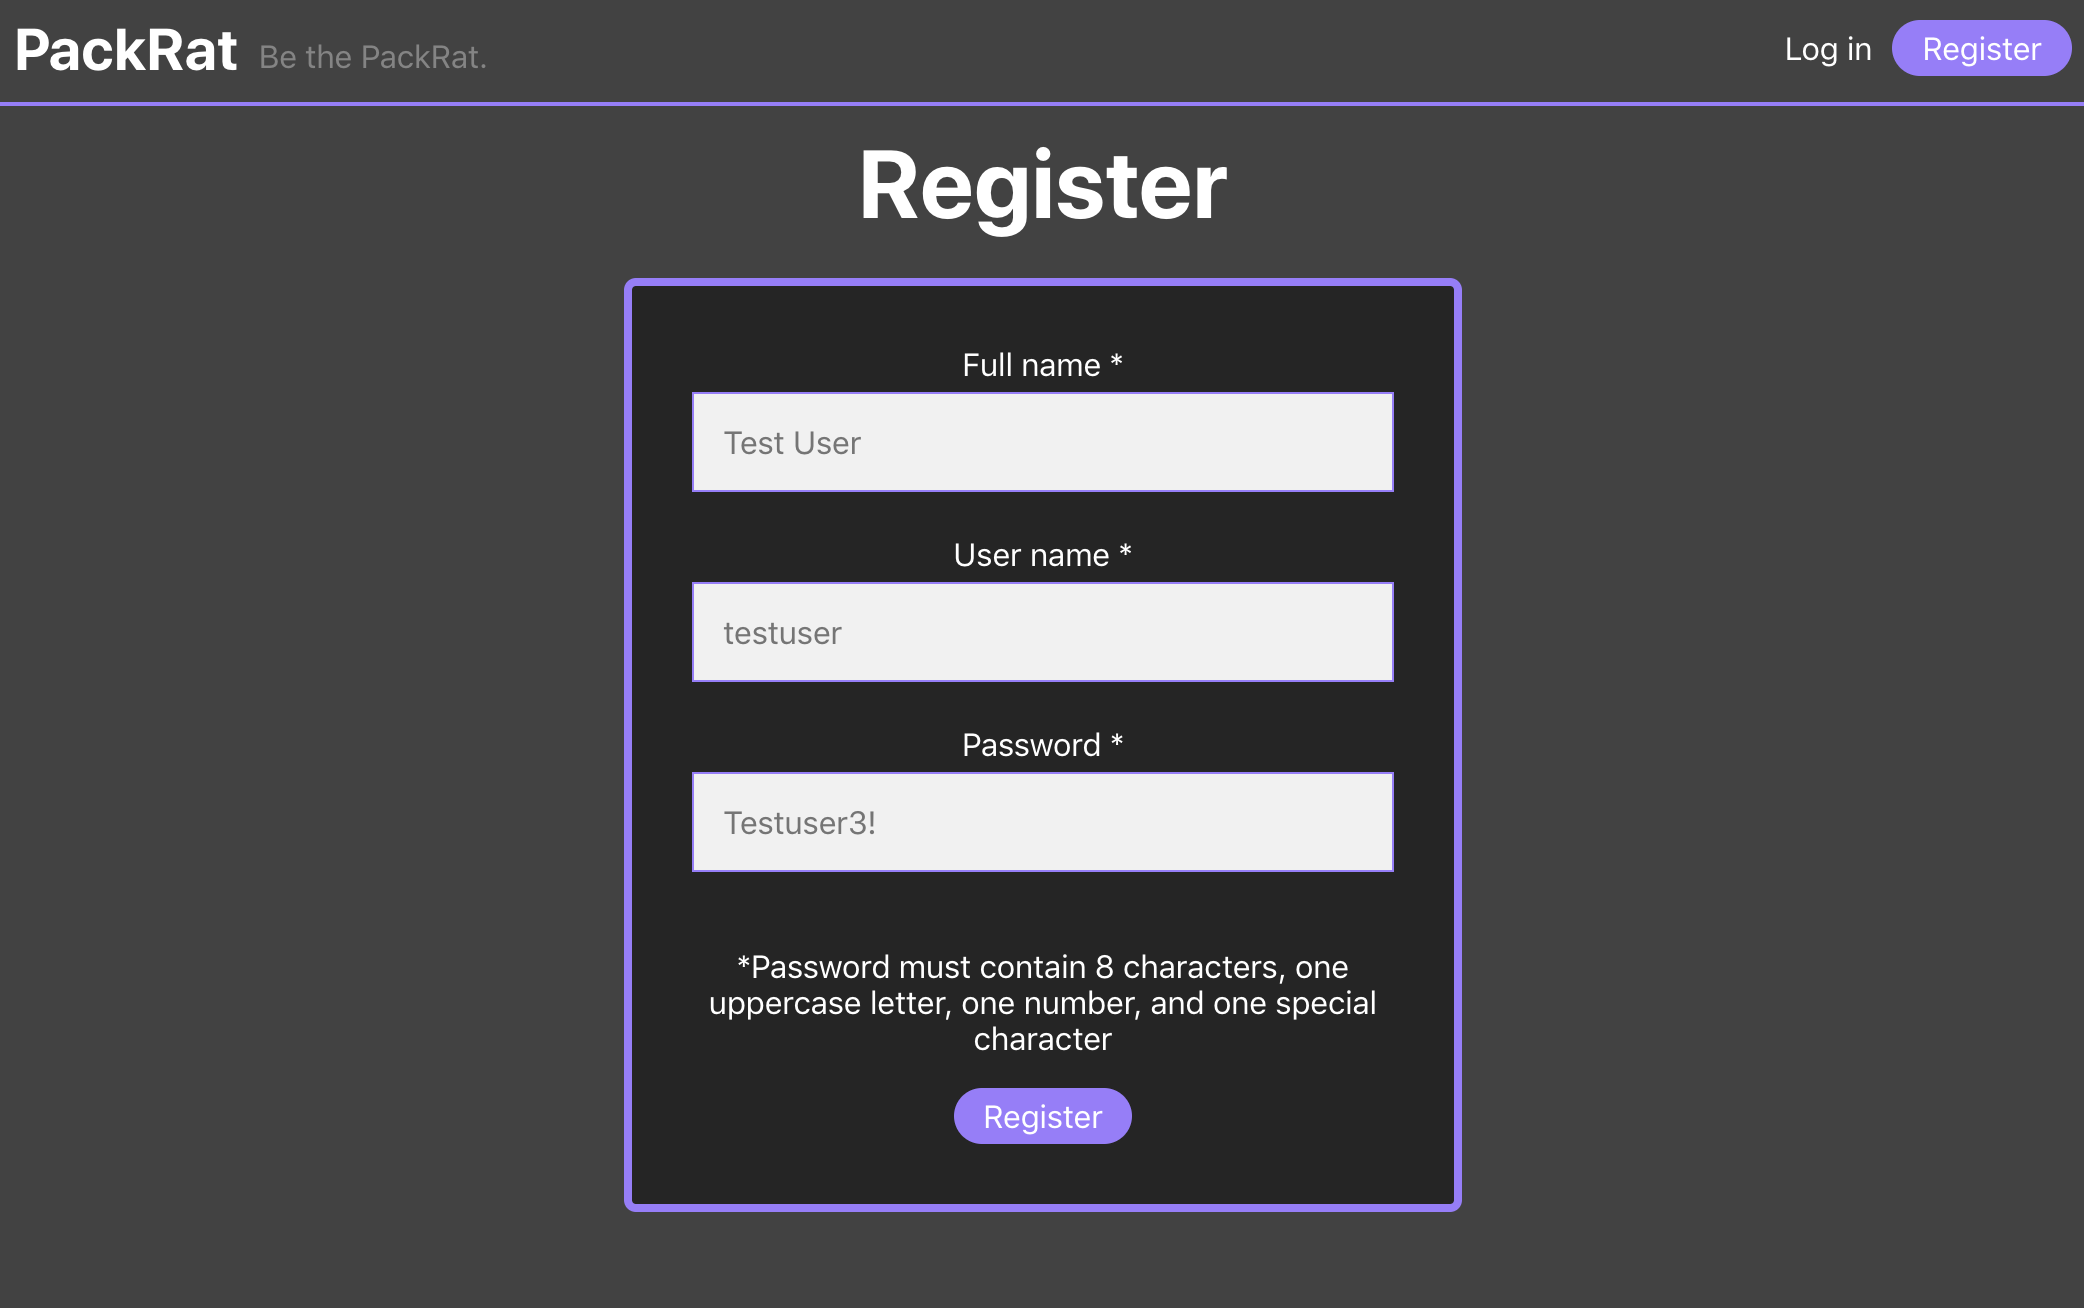 PackRat Be the PackRat. Log in Register
Register
Full name *
Test User
User name *
testuser
Password *
Testuser3!
*Password must contain 8 characters, one
uppercase letter, one number, and one special
character
Register